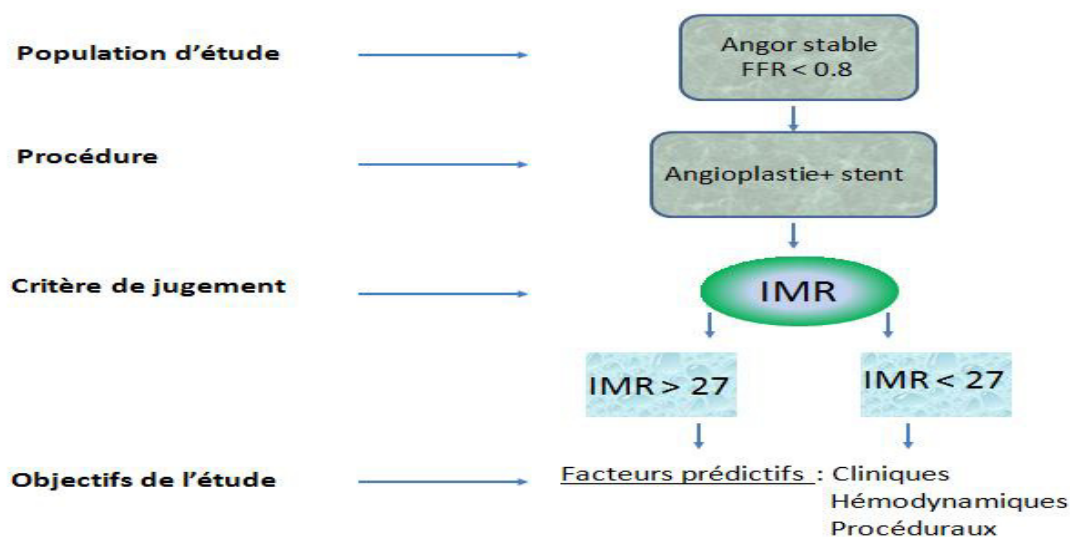 Population d'étude
Angor stable
FFR < 0.8
Procédure
Angioplastie+ stent
Critère de jugement
IMR
IMR > 27
IMR < 27
Objectifs de l'étude
Facteurs prédictifs : Cliniques
Hémodynamiques
Procéduraux